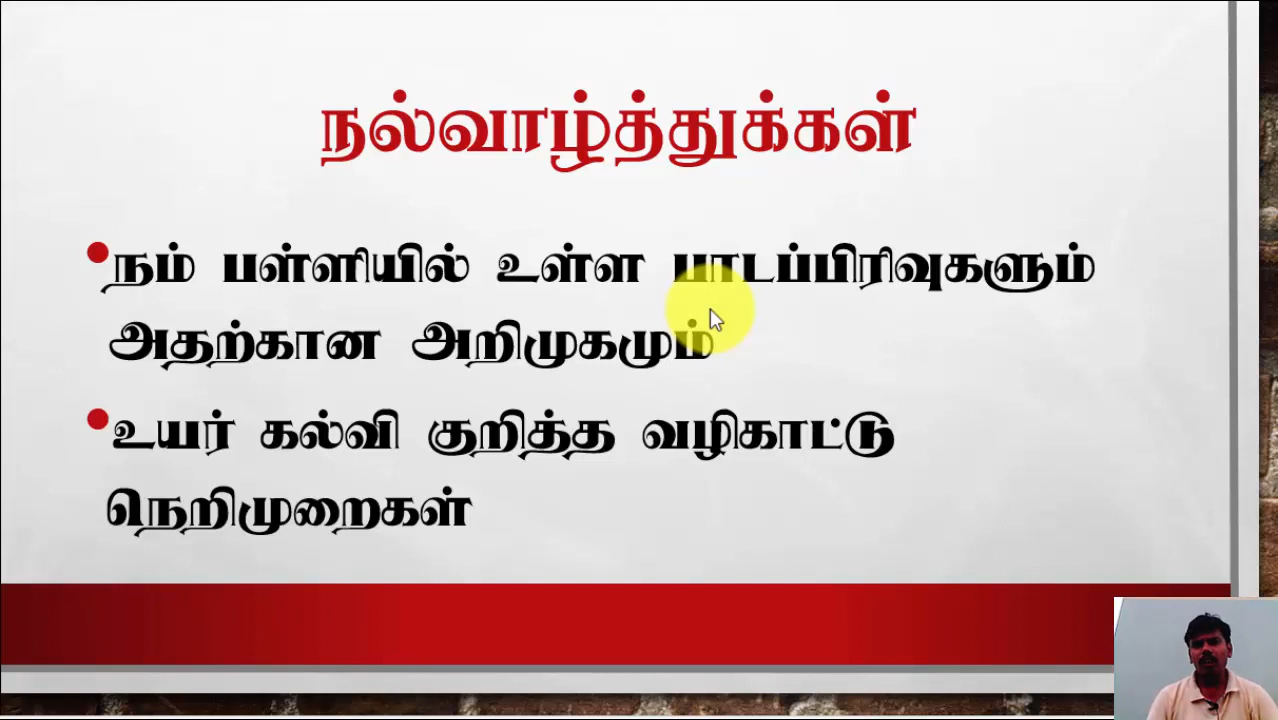 நல்வாழ்த்துக்கள்
•நம் பள்ளியில் உள்ள பாடப்பிரிவுகளும்
அதற்கான அறிமுகமும்
•உயர் கல்வி குறித்த வழிகாட்டு
நெறிமுறைகள்